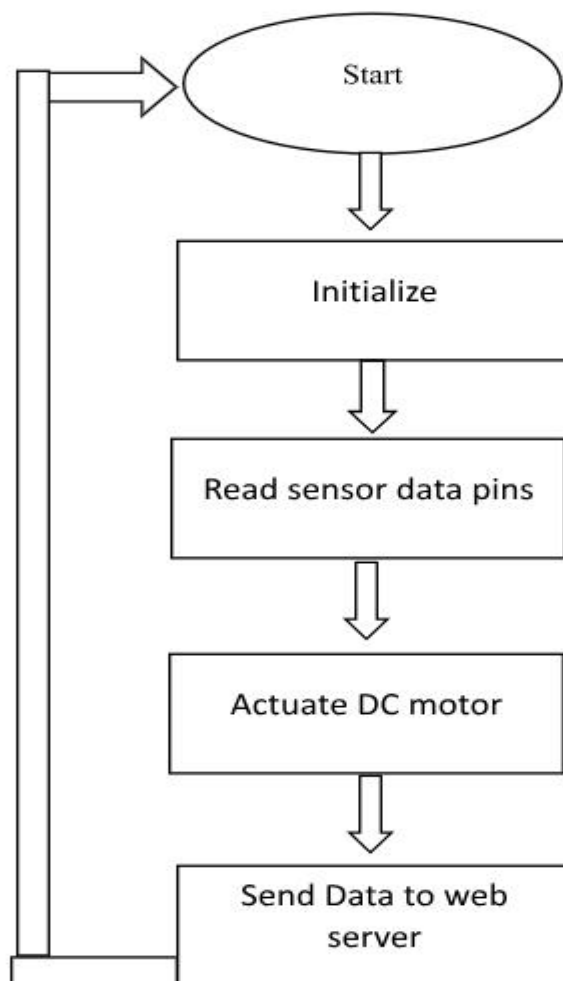 Start
Initialize
Read sensor data pins
Actuate DC motor
Send Data to web
server